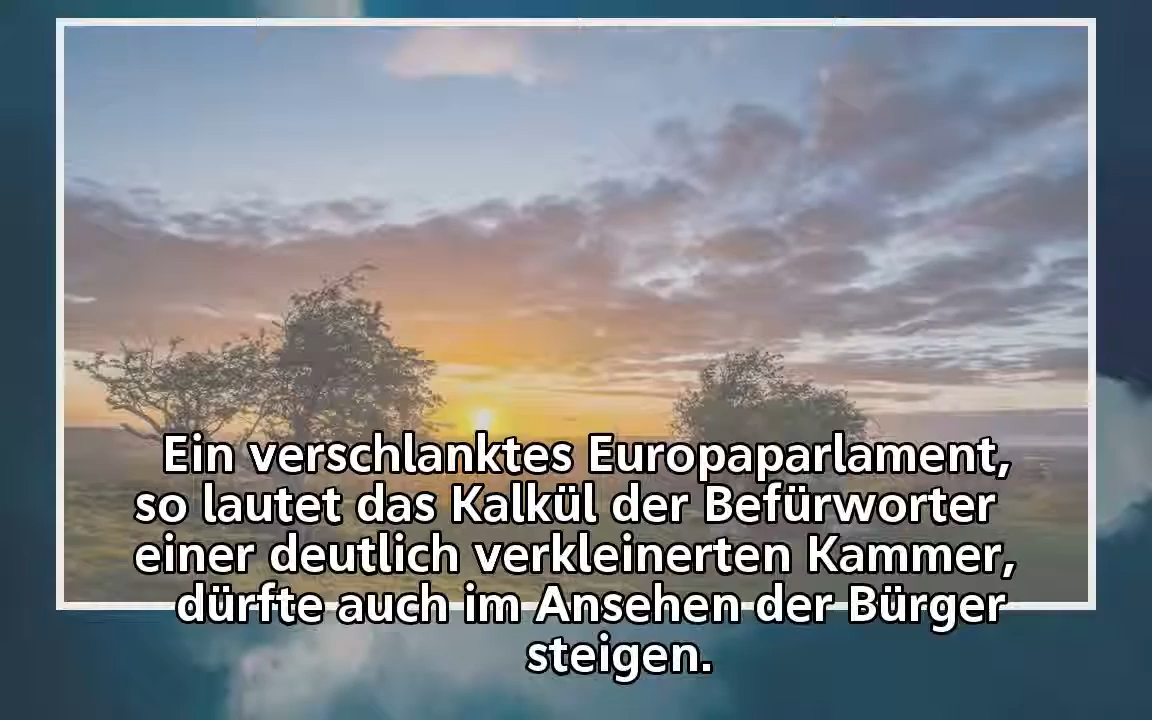 Ein verschlanktes Europaparlament,
so lautet das Kalkül der Befürworter
einer deutlich verkleinerten Kammer,
dürfte auch im Ansehen der Bürger
steigen.